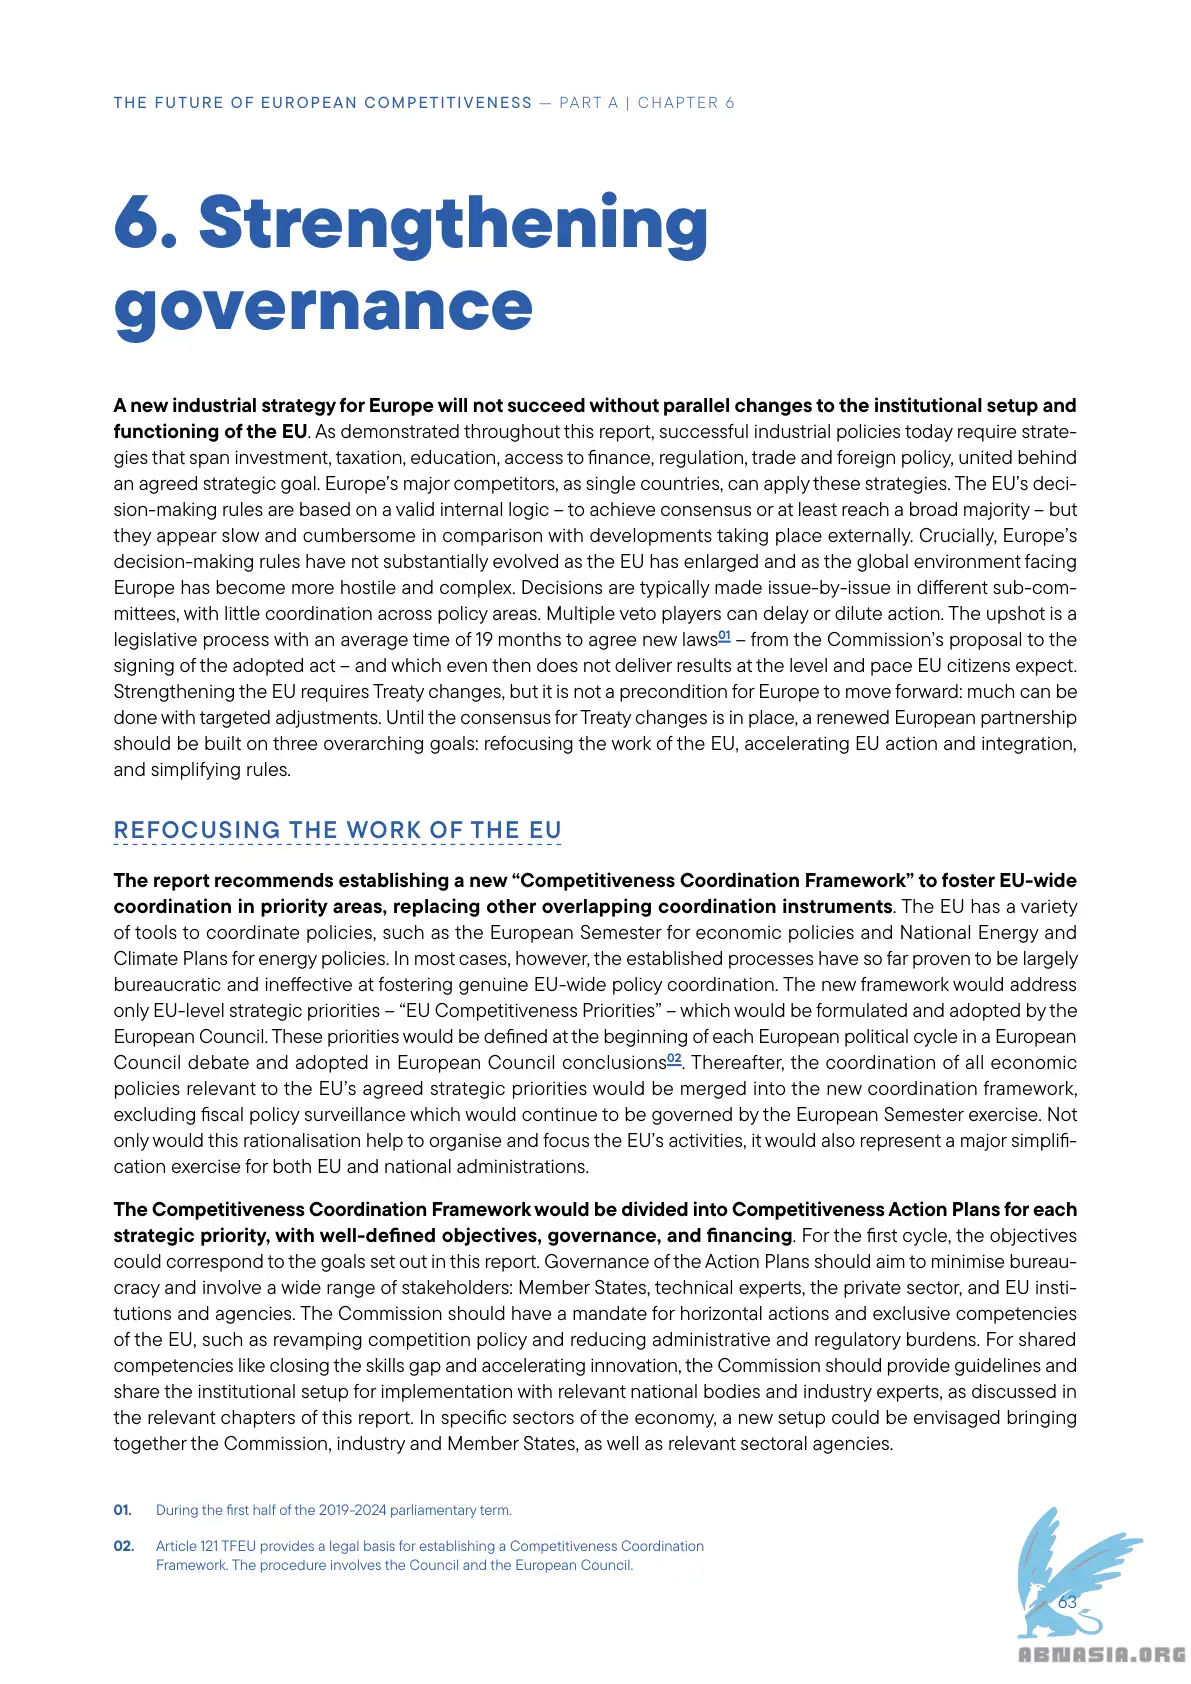 THE FUTURE OF EUROPEAN COMPETITIVENESS — PART A | CHAPTER 6
6. Strengthening
governance
A new industrial strategy for Europe will not succeed without parallel changes to the institutional setup and
functioning of the EU. As demonstrated throughout this report, successful industrial policies today require strate-
gies that span investment, taxation, education, access to finance, regulation, trade and foreign policy, united behind
an agreed strategic goal. Europe’s major competitors, as single countries, can apply these strategies. The EU’s deci-
sion-making rules are based on a valid internal logic – to achieve consensus or at least reach a broad majority – but
they appear slow and cumbersome in comparison with developments taking place externally. Crucially, Europe’s
decision-making rules have not substantially evolved as the EU has enlarged and as the global environment facing
Europe has become more hostile and complex. Decisions are typically made issue-by-issue in different sub-com-
mittees, with little coordination across policy areas. Multiple veto players can delay or dilute action. The upshot is a
legislative process with an average time of 19 months to agree new laws01 – from the Commission’s proposal to the
signing of the adopted act – and which even then does not deliver results at the level and pace EU citizens expect.
Strengthening the EU requires Treaty changes, but it is not a precondition for Europe to move forward: much can be
done with targeted adjustments. Until the consensus for Treaty changes is in place, a renewed European partnership
should be built on three overarching goals: refocusing the work of the EU, accelerating EU action and integration,
and simplifying rules.
REFOCUSING THE WORK OF THE EU
The report recommends establishing a new “Competitiveness Coordination Framework” to foster EU-wide
coordination in priority areas, replacing other overlapping coordination instruments. The EU has a variety
of tools to coordinate policies, such as the European Semester for economic policies and National Energy and
Climate Plans for energy policies. In most cases, however, the established processes have so far proven to be largely
bureaucratic and ineffective at fostering genuine EU-wide policy coordination. The new framework would address
only EU-level strategic priorities – “EU Competitiveness Priorities” – which would be formulated and adopted by the
European Council. These priorities would be defined at the beginning of each European political cycle in a European
Council debate and adopted in European Council conclusions02. Thereafter, the coordination of all economic
policies relevant to the EU’s agreed strategic priorities would be merged into the new coordination framework,
excluding fiscal policy surveillance which would continue to be governed by the European Semester exercise. Not
only would this rationalisation help to organise and focus the EU’s activities, it would also represent a major simplifi-
cation exercise for both EU and national administrations.
The Competitiveness Coordination Framework would be divided into Competitiveness Action Plans for each
strategic priority, with well-defined objectives, governance, and financing. For the first cycle, the objectives
could correspond to the goals set out in this report. Governance of the Action Plans should aim to minimise bureau-
cracy and involve a wide range of stakeholders: Member States, technical experts, the private sector, and EU insti-
tutions and agencies. The Commission should have a mandate for horizontal actions and exclusive competencies
of the EU, such as revamping competition policy and reducing administrative and regulatory burdens. For shared
competencies like closing the skills gap and accelerating innovation, the Commission should provide guidelines and
share the institutional setup for implementation with relevant national bodies and industry experts, as discussed in
the relevant chapters of this report. In specific sectors of the economy, a new setup could be envisaged bringing
together the Commission, industry and Member States, as well as relevant sectoral agencies.
01. During the first half of the 2019-2024 parliamentary term.
02. Article 121 TFEU provides a legal basis for establishing a Competitiveness Coordination
Framework. The procedure involves the Council and the European Council.
63
ABNASIA.ORG